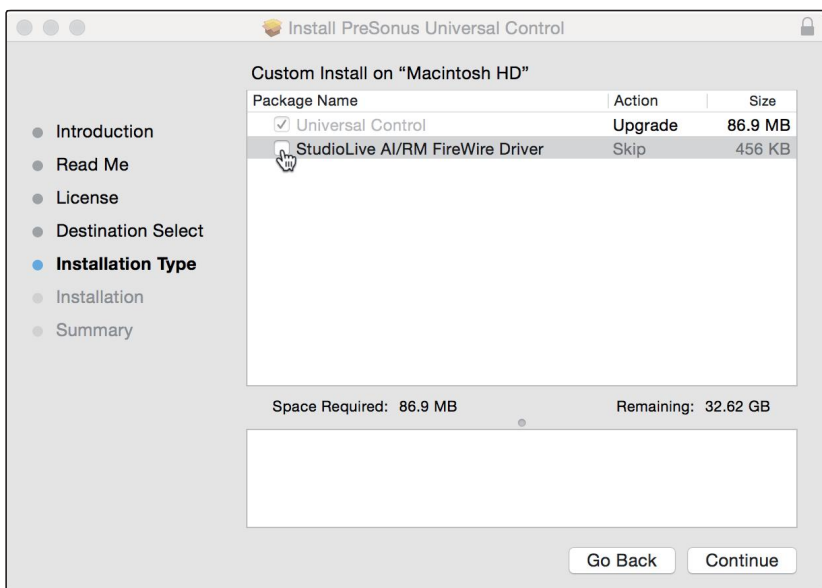 Install PreSonus Universal Control
Custom Install on “Macintosh HD”
Package Name Action Size
Universal Control Upgrade 86.9 MB
StudioLive AI/RM FireWire Driver Skip 456 KB
Introduction
Read Me
License
Destination Select
Installation Type
Installation
Summary
Space Required: 86.9 MB Remaining: 32.62 GB
Go Back Continue